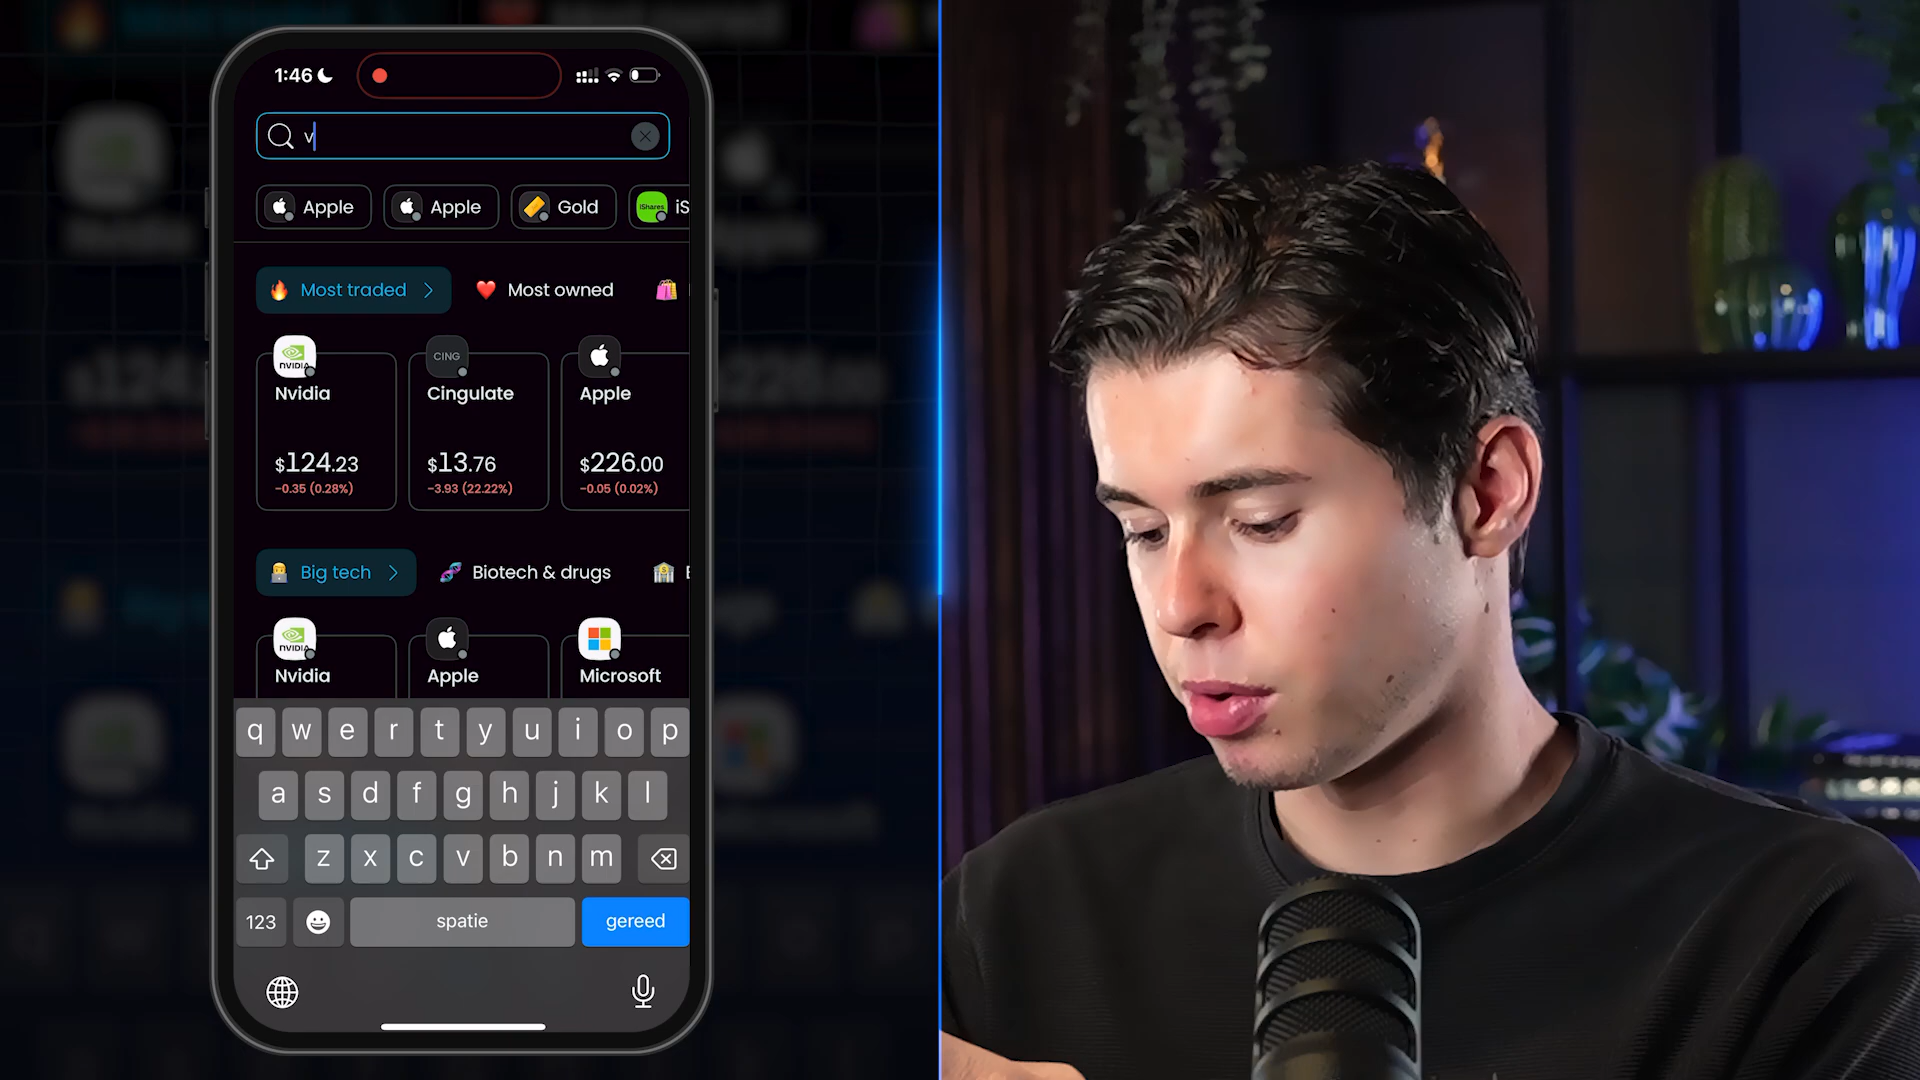 1:46
v
Apple
Apple
Gold
iShares
iS
Most traded
Most owned
NVIDIA
CING
Nvidia
Cingulate
Apple
$124.23
$13.76
$226.00
-0.35 (0.28%)
-3.93 (22.22%)
-0.05 (0.02%)
Big tech
Biotech & drugs
NVIDIA
Nvidia
Apple
Microsoft
q w e r t y u i o p
a s d f g h j k l
z x c v b n m
123
spatie
gereed